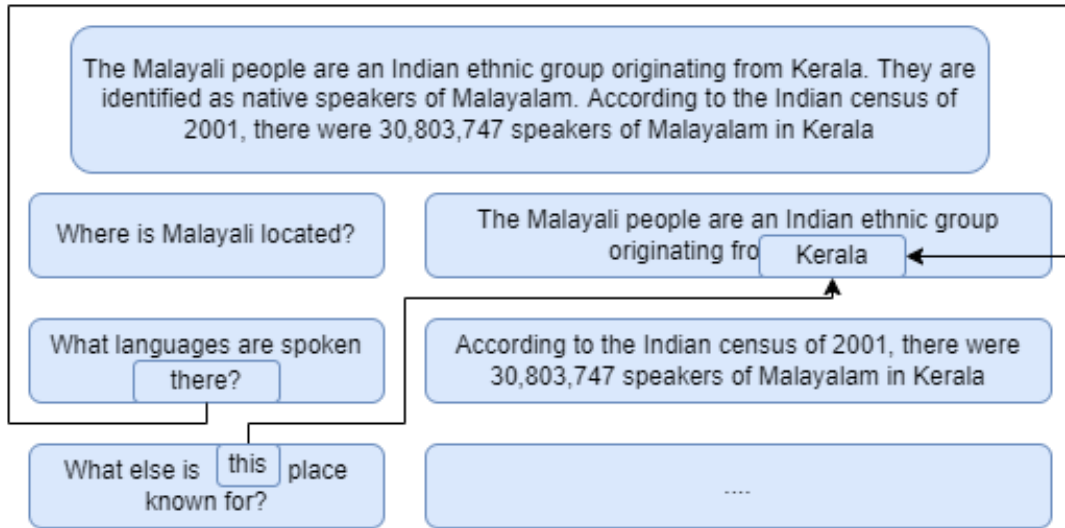 The Malayali people are an Indian ethnic group originating from Kerala. They are
identified as native speakers of Malayalam. According to the Indian census of
2001, there were 30,803,747 speakers of Malayalam in Kerala
Where is Malayali located?
The Malayali people are an Indian ethnic group
originating fro Kerala
What languages are spoken
there?
According to the Indian census of 2001, there were
30,803,747 speakers of Malayalam in Kerala
What else is this place
known for?
....